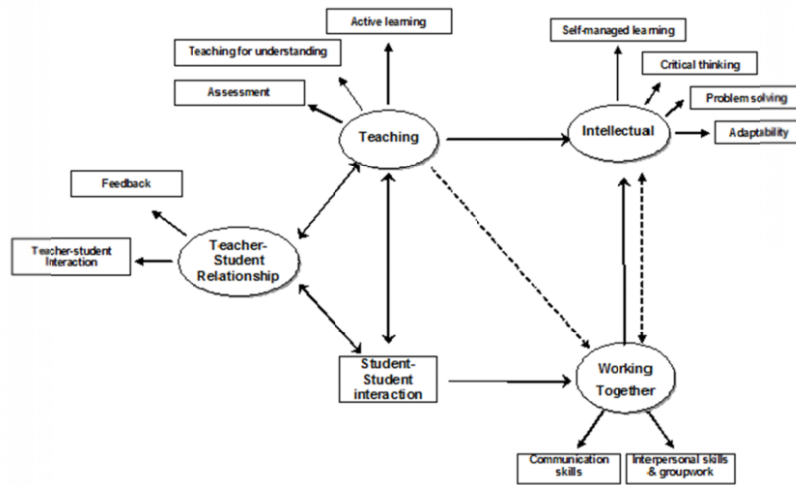 Active learning
Self-managed learning
Teaching for understanding
Critical thinking
Assessment
Problem solving
Teaching
Intellectual
Adaptability
Feedback
Teacher-
Student
Relationship
Teacher-student
Interaction
Student-
Student
interaction
Working
Together
Communication
skills
Interpersonal skills
& groupwork